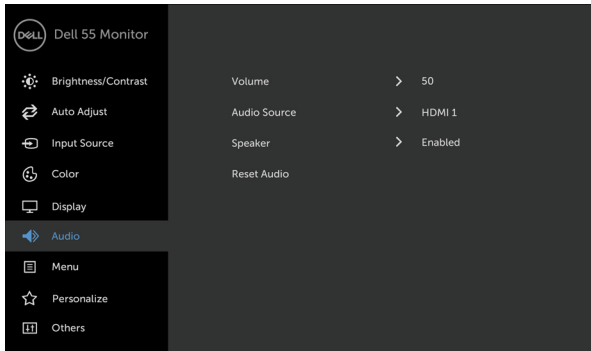 DELL Dell 55 Monitor
Brightness/Contrast
Auto Adjust
Input Source
Color
Display
Audio
Menu
Personalize
Others
Volume > 50
Audio Source > HDMI 1
Speaker > Enabled
Reset Audio